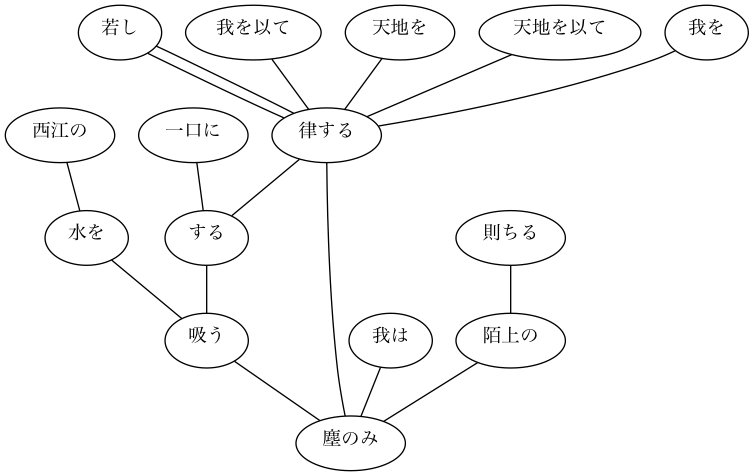 若し 我を以て 天地を 天地を以て 我を
西江の 一口に 律する
水を する 則ちる
吸う 我は 陌上の
塵のみ